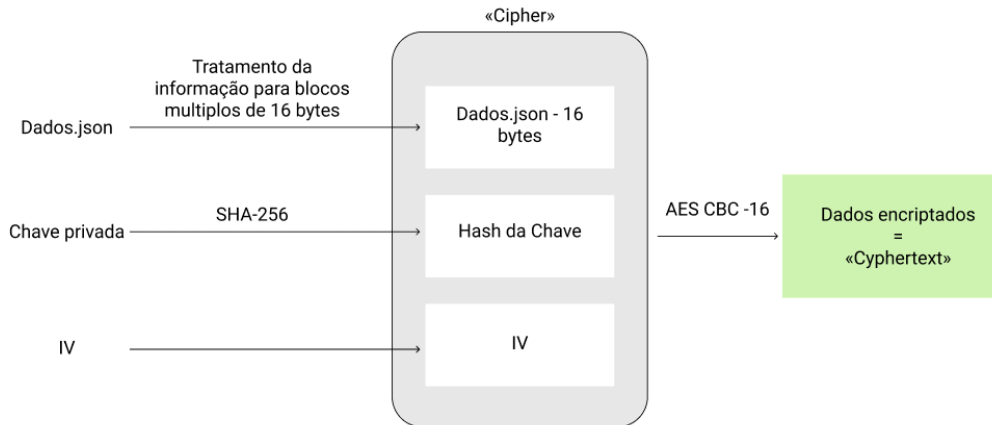 «Cipher»
Tratamento da
informação para blocos
multiplos de 16 bytes
Dados.json
Dados.json - 16
bytes
SHA-256
Chave privada
Hash da Chave
AES CBC -16
Dados encriptados
=
«Cyphertext»
IV
IV